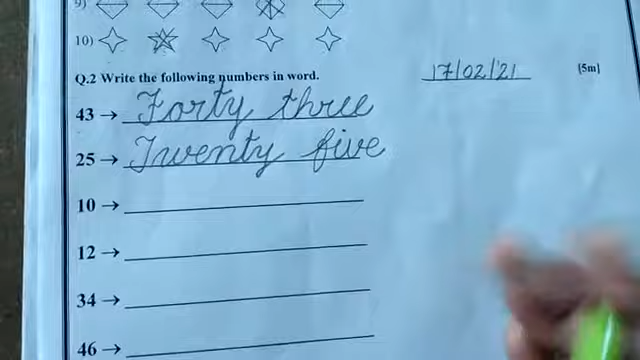 9)
10)
Q.2 Write the following numbers in word. 17/02/'21 [5m]
43 → Forty three
25 → Twenty five
10 →
12 →
34 →
46 →